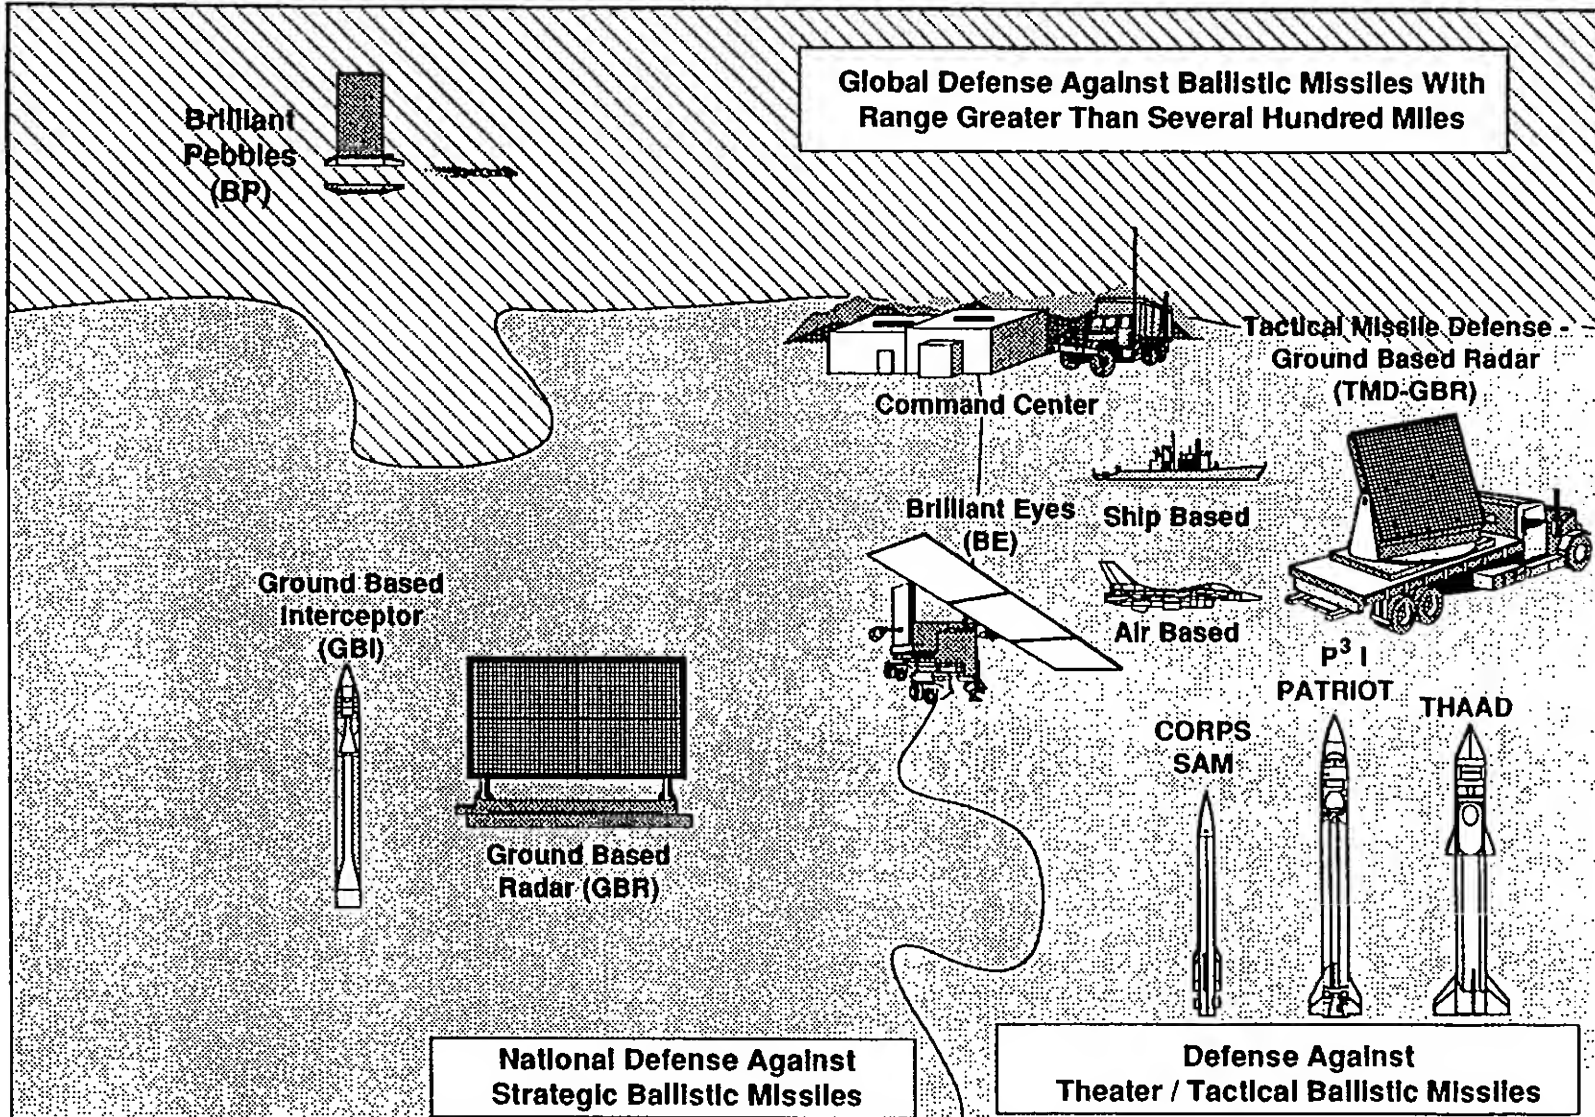 Global Defense Against Ballistic Missiles With
Range Greater Than Several Hundred Miles
Brilliant
Pebbles
(BP)
Tactical Missile Defense -
Ground Based Radar
(TMD-GBR)
Command Center
Brilliant Eyes
(BE)
Ship Based
Air Based
Ground Based
Interceptor
(GBI)
P³ I
PATRIOT
THAAD
CORPS
SAM
Ground Based
Radar (GBR)
National Defense Against
Strategic Ballistic Missiles
Defense Against
Theater / Tactical Ballistic Missiles